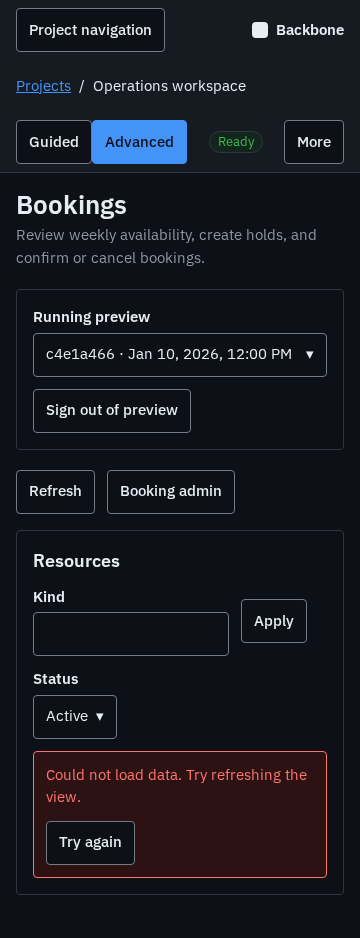 Project navigation
Backbone
Projects / Operations workspace
Guided
Advanced
Ready
More
Bookings
Review weekly availability, create holds, and
confirm or cancel bookings.
Running preview
c4e1a466 · Jan 10, 2026, 12:00 PM ▾
Sign out of preview
Refresh
Booking admin
Resources
Kind
Apply
Status
Active ▾
Could not load data. Try refreshing the
view.
Try again